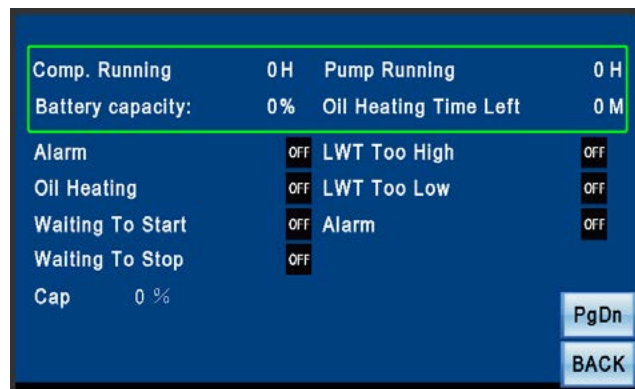 Comp. Running 0 H Pump Running 0 H
Battery capacity: 0% Oil Heating Time Left 0 M
Alarm OFF LWT Too High OFF
Oil Heating OFF LWT Too Low OFF
Waiting To Start OFF Alarm OFF
Waiting To Stop OFF
Cap 0 %
PgDn
BACK